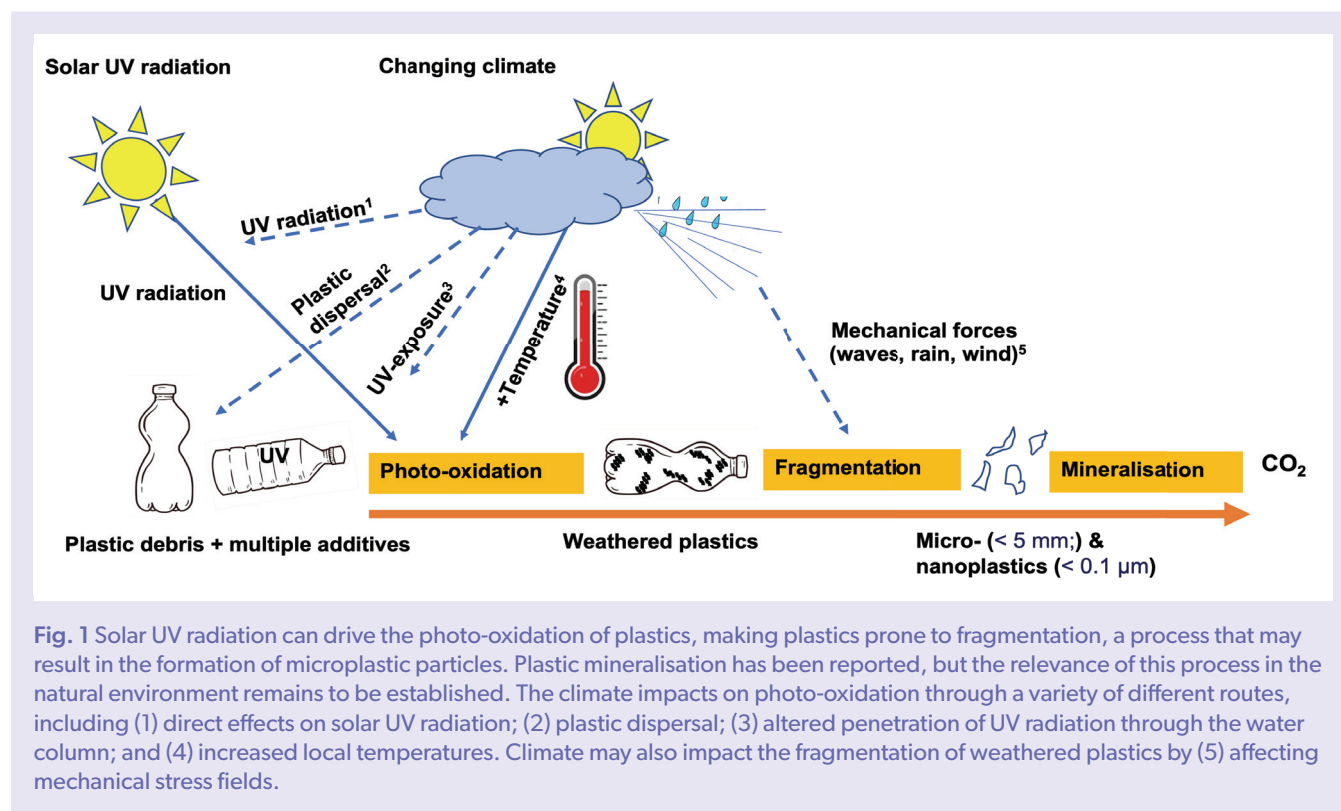 Solar UV radiation
Changing climate
UV radiation¹
UV radiation
Plastic
dispersal²
UV-exposure³
+Temperature⁴
Mechanical forces
(waves, rain, wind)⁵
UV
Photo-oxidation
Fragmentation
Mineralisation
CO₂
Plastic debris + multiple additives
Weathered plastics
Micro- (< 5 mm;) &
nanoplastics (< 0.1 µm)
Fig. 1 Solar UV radiation can drive the photo-oxidation of plastics, making plastics prone to fragmentation, a process that may
result in the formation of microplastic particles. Plastic mineralisation has been reported, but the relevance of this process in the
natural environment remains to be established. The climate impacts on photo-oxidation through a variety of different routes,
including (1) direct effects on solar UV radiation; (2) plastic dispersal; (3) altered penetration of UV radiation through the water
column; and (4) increased local temperatures. Climate may also impact the fragmentation of weathered plastics by (5) affecting
mechanical stress fields.